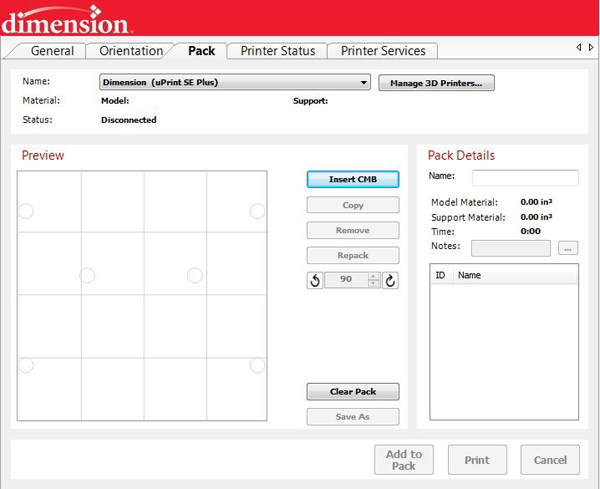 dimension
General Orientation Pack Printer Status Printer Services
Name: Dimension (uPrint SE Plus) Manage 3D Printers...
Material: Model: Support:
Status: Disconnected
Preview
Insert CMB
Copy
Remove
Repack
90
Clear Pack
Save As
Pack Details
Name:
Model Material: 0.00 in³
Support Material: 0.00 in³
Time: 0:00
Notes: ...
ID Name
Add to
Pack
Print
Cancel